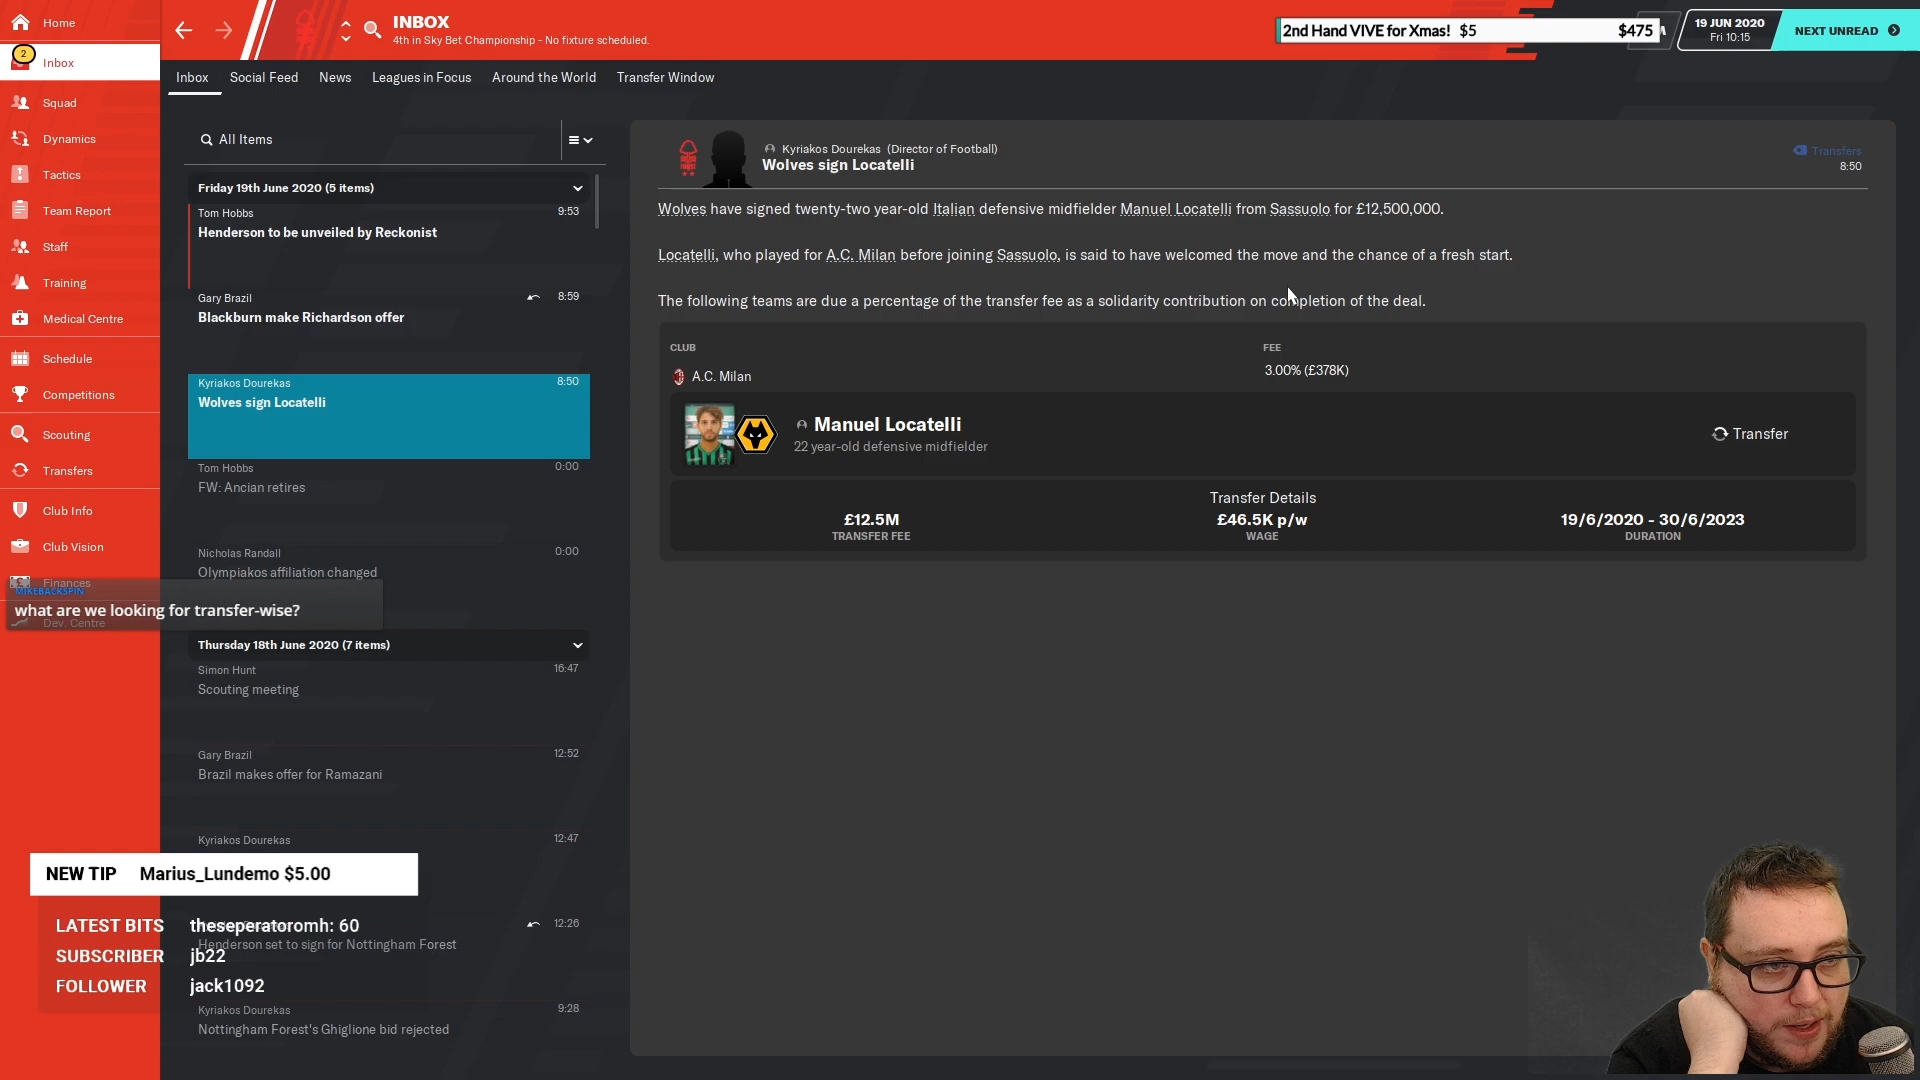 Home
2
Inbox
Squad
Dynamics
Tactics
Team Report
Staff
Training
Medical Centre
Schedule
Competitions
Scouting
Transfers
Club Info
Club Vision
Finances
Dev. Centre
MIKEBACKSPIN
what are we looking for transfer-wise?
INBOX
4th in Sky Bet Championship - No fixture scheduled.
2nd Hand VIVE for Xmas! $5 $475
19 JUN 2020
Fri 10:15
NEXT UNREAD
Inbox Social Feed News Leagues in Focus Around the World Transfer Window
All Items
Friday 19th June 2020 (5 items)
Tom Hobbs 9:53
Henderson to be unveiled by Reckonist
Gary Brazil 8:59
Blackburn make Richardson offer
Kyriakos Dourekas 8:50
Wolves sign Locatelli
Tom Hobbs 0:00
FW: Ancian retires
Nicholas Randall 0:00
Olympiakos affiliation changed
Thursday 18th June 2020 (7 items)
Simon Hunt 16:47
Scouting meeting
Gary Brazil 12:52
Brazil makes offer for Ramazani
Kyriakos Dourekas 12:47
12:26
Henderson set to sign for Nottingham Forest
Kyriakos Dourekas 9:28
Nottingham Forest's Ghiglione bid rejected
NEW TIP Marius_Lundemo $5.00
LATEST BITS theseperatoromh: 60
SUBSCRIBER jb22
FOLLOWER jack1092
Kyriakos Dourekas (Director of Football)
Wolves sign Locatelli
Transfers
8:50
Wolves have signed twenty-two year-old Italian defensive midfielder Manuel Locatelli from Sassuolo for £12,500,000.
Locatelli, who played for A.C. Milan before joining Sassuolo, is said to have welcomed the move and the chance of a fresh start.
The following teams are due a percentage of the transfer fee as a solidarity contribution on completion of the deal.
CLUB FEE
A.C. Milan 3.00% (£378K)
Manuel Locatelli
22 year-old defensive midfielder
Transfer
Transfer Details
£12.5M £46.5K p/w 19/6/2020 - 30/6/2023
TRANSFER FEE WAGE DURATION